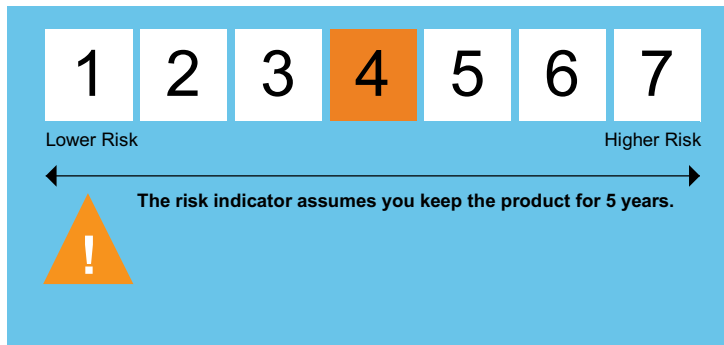 1 2 3 4 5 6 7
Lower Risk Higher Risk
The risk indicator assumes you keep the product for 5 years.
!